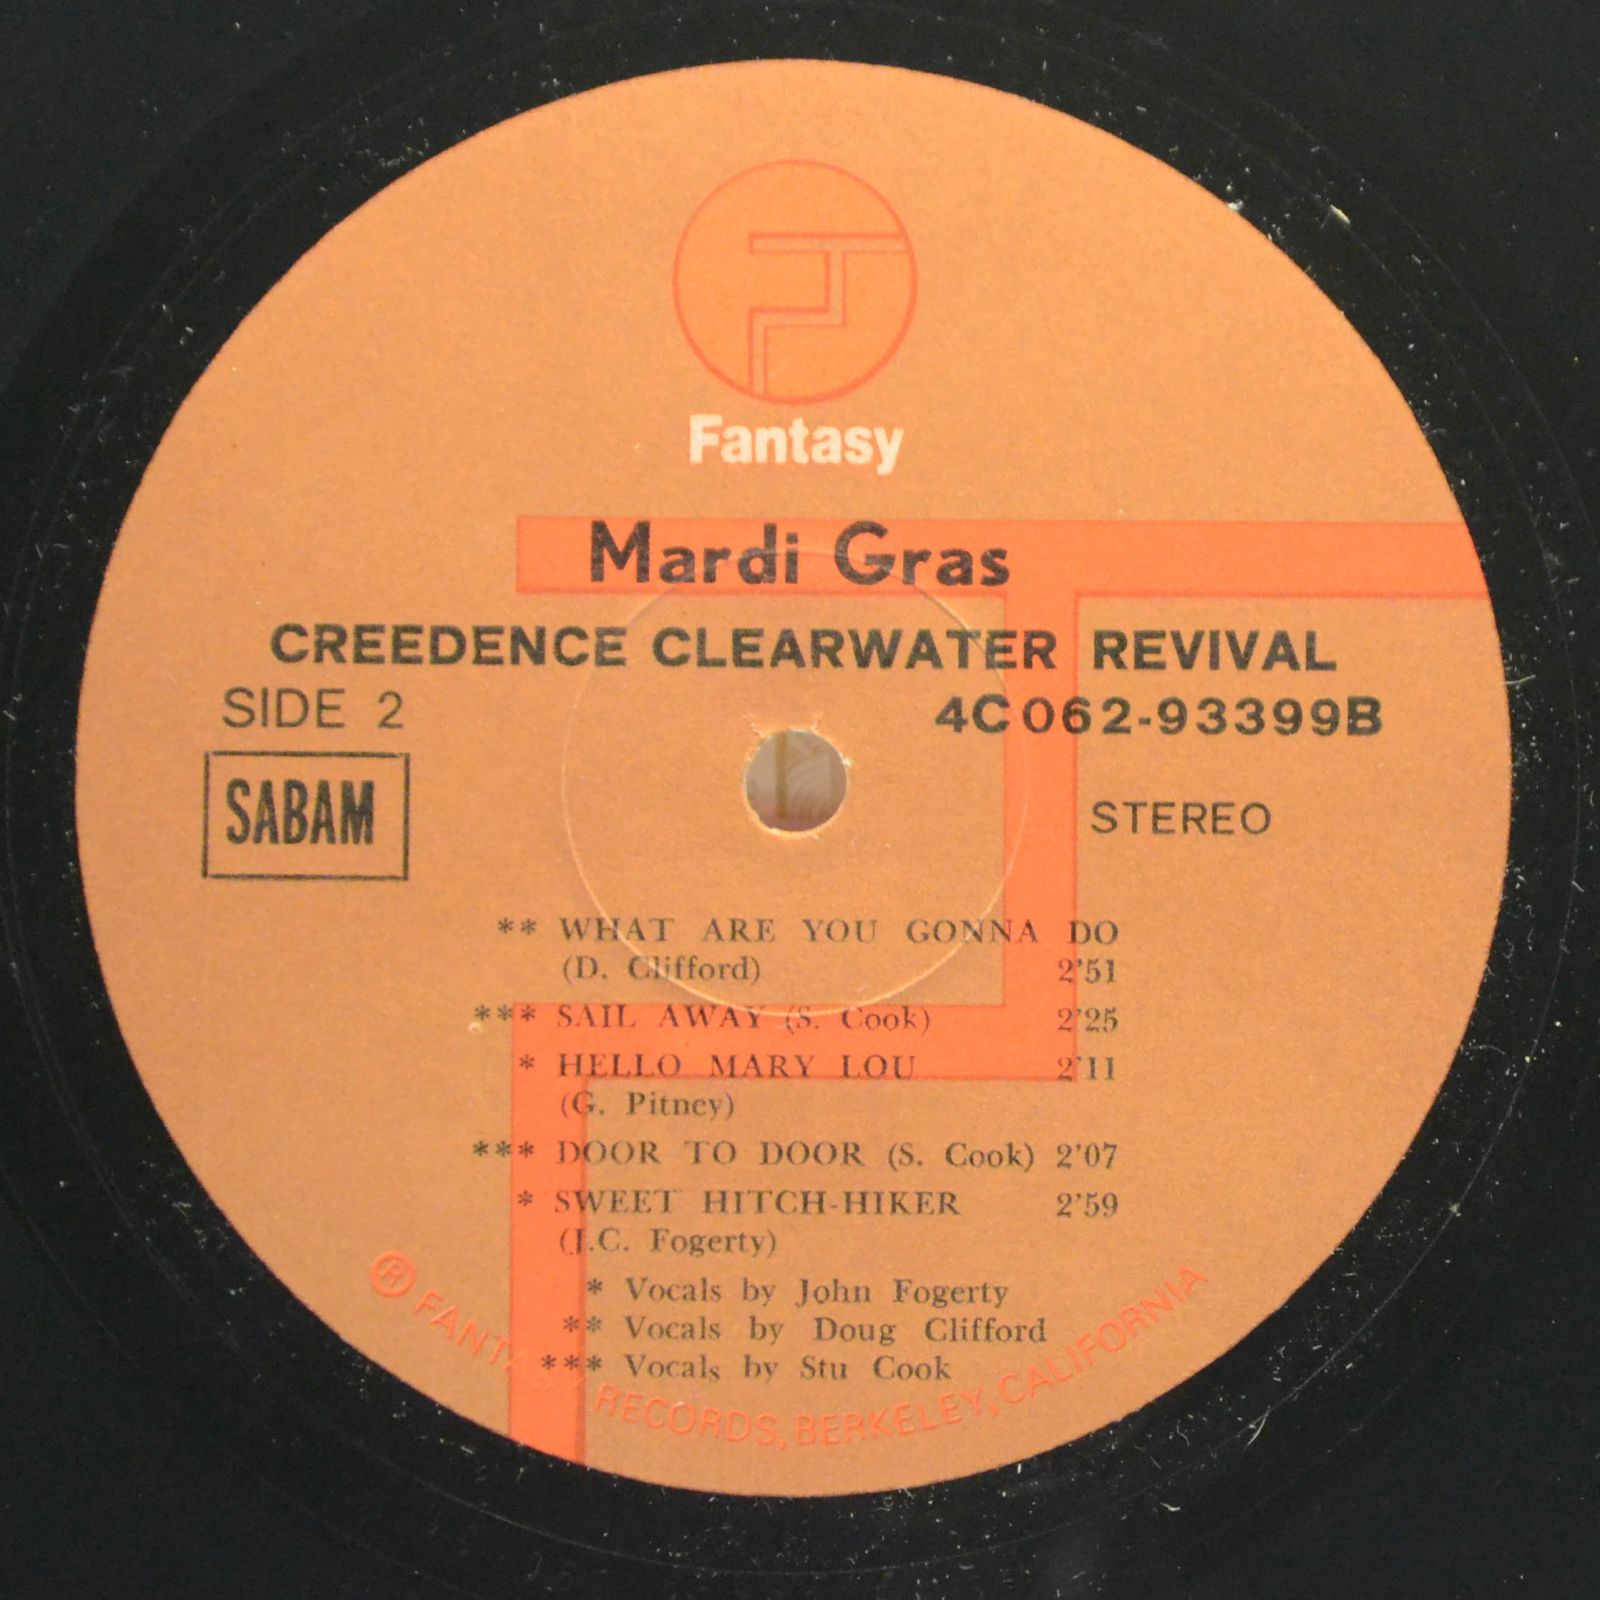 Fantasy
Mardi Gras
CREEDENCE CLEARWATER REVIVAL
SIDE 2
4C 062-93399B
SABAM
STEREO
** WHAT ARE YOU GONNA DO
(D. Clifford) 2'51
*** SAIL AWAY (S. Cook) 2'25
* HELLO MARY LOU 2'11
(G. Pitney)
*** DOOR TO DOOR (S. Cook) 2'07
* SWEET HITCH-HIKER 2'59
(J.C. Fogerty)
* Vocals by John Fogerty
** Vocals by Doug Clifford
*** Vocals by Stu Cook
® FANTASY RECORDS, BERKELEY, CALIFORNIA